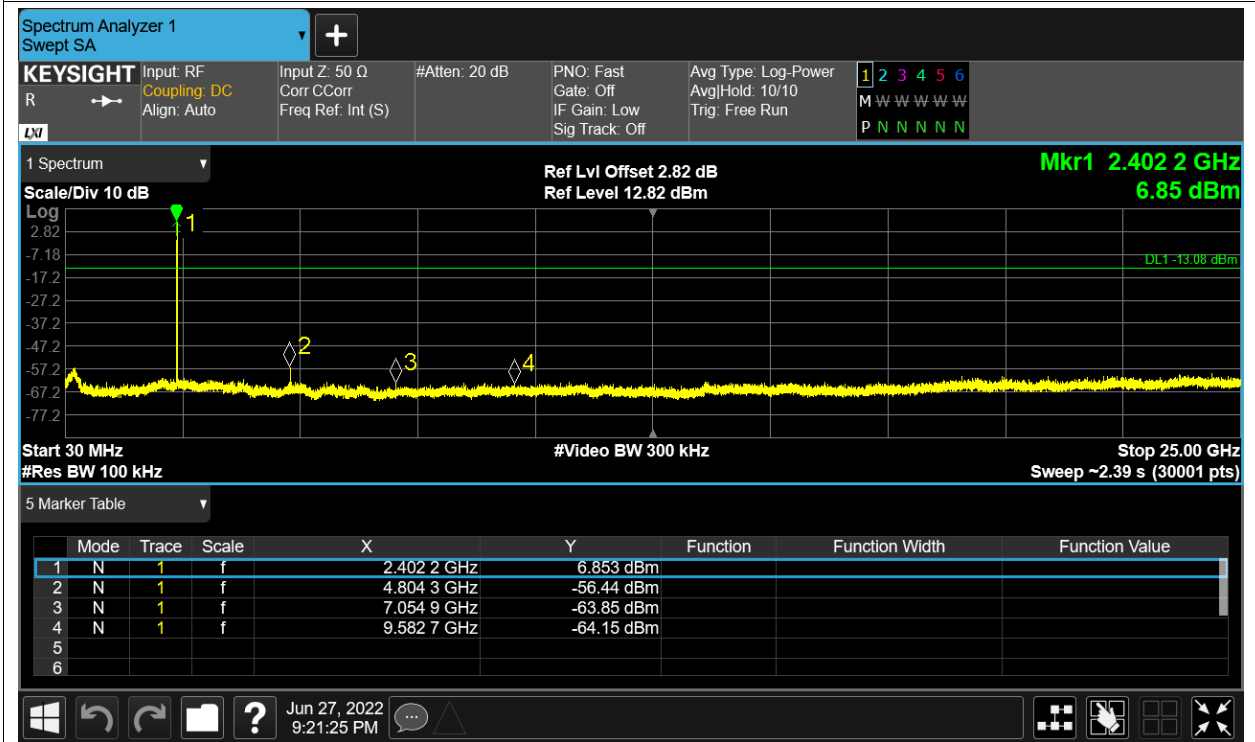 Spectrum Analyzer 1
Swept SA
KEYSIGHT
R
LXI
Input: RF
Coupling: DC
Align: Auto
Input Z: 50 Ω
Corr CCorr
Freq Ref: Int (S)
#Atten: 20 dB
PNO: Fast
Gate: Off
IF Gain: Low
Sig Track: Off
Avg Type: Log-Power
Avg|Hold: 10/10
Trig: Free Run
1 2 3 4 5 6
M W W W W W
P N N N N N
1 Spectrum
Scale/Div 10 dB
Ref Lvl Offset 2.82 dB
Ref Level 12.82 dBm
Mkr1 2.402 2 GHz
6.85 dBm
Log
2.82
-7.18
-17.2
-27.2
-37.2
-47.2
-57.2
-67.2
-77.2
1
DL1 -13.08 dBm
2
3
4
Start 30 MHz
#Res BW 100 kHz
#Video BW 300 kHz
Stop 25.00 GHz
Sweep ~2.39 s (30001 pts)
5 Marker Table
Mode Trace Scale X Y Function Function Width Function Value
1 N 1 f 2.402 2 GHz 6.853 dBm
2 N 1 f 4.804 3 GHz -56.44 dBm
3 N 1 f 7.054 9 GHz -63.85 dBm
4 N 1 f 9.582 7 GHz -64.15 dBm
5
6
?
Jun 27, 2022
9:21:25 PM